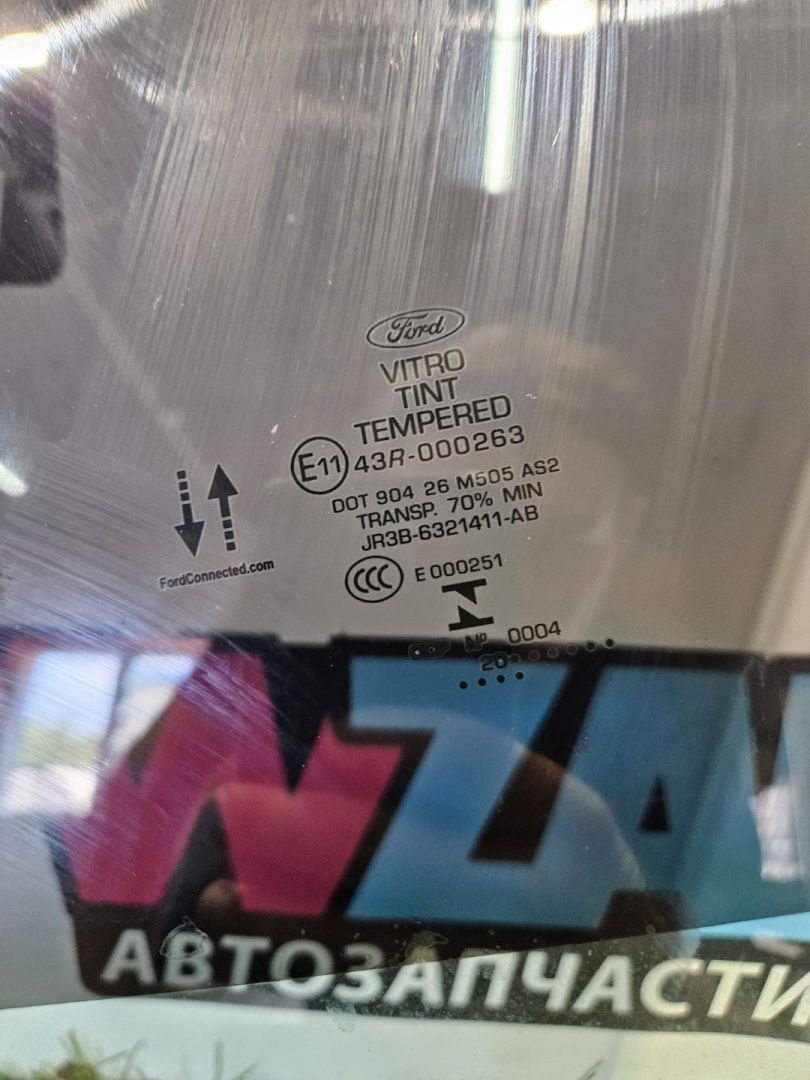 Ford
VITRO
TINT
TEMPERED
E11 43R-000263
DOT 904 26 M505 AS2
TRANSP. 70% MIN
JR3B-6321411-AB
FordConnected.com
CCC E000251
Nº 0004
20
WZA
АВТОЗАПЧАСТИ